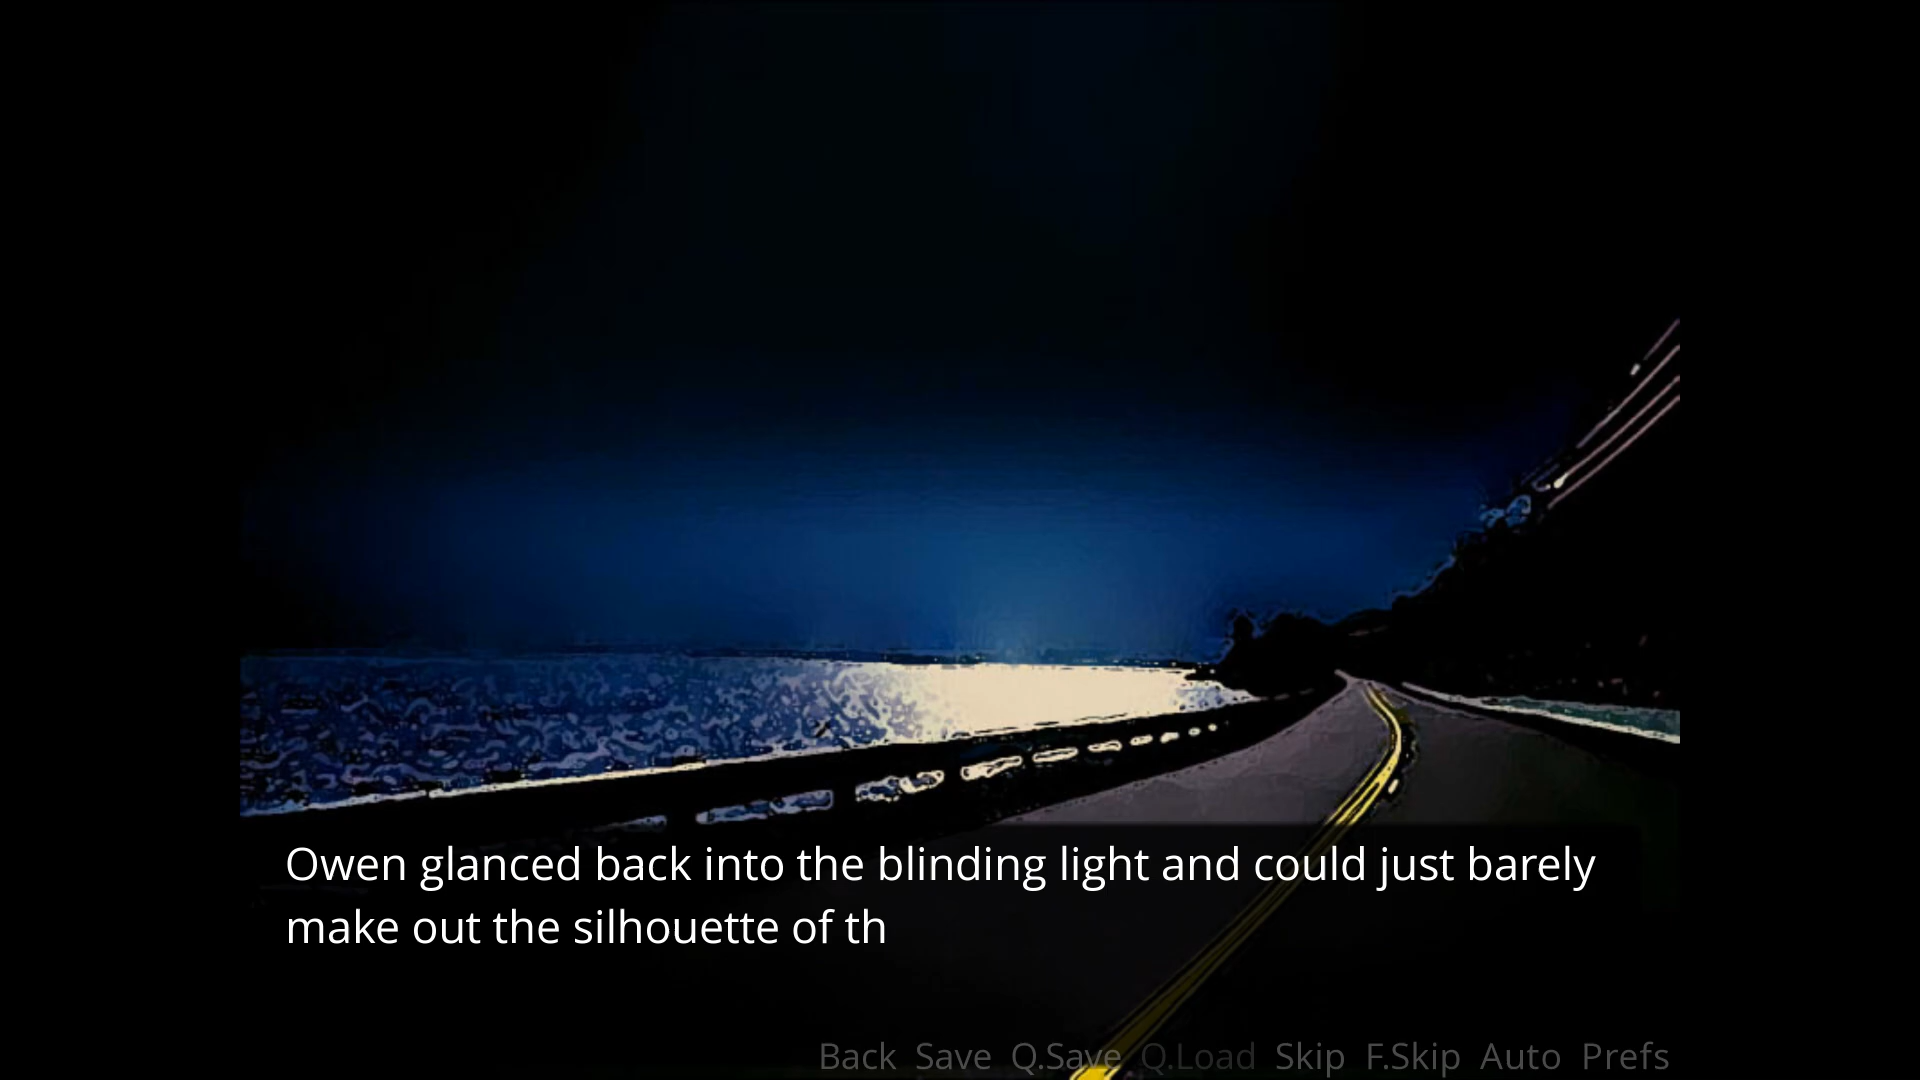 Owen glanced back into the blinding light and could just barely
make out the silhouette of th
Back Save Q.Save Q.Load Skip F.Skip Auto Prefs